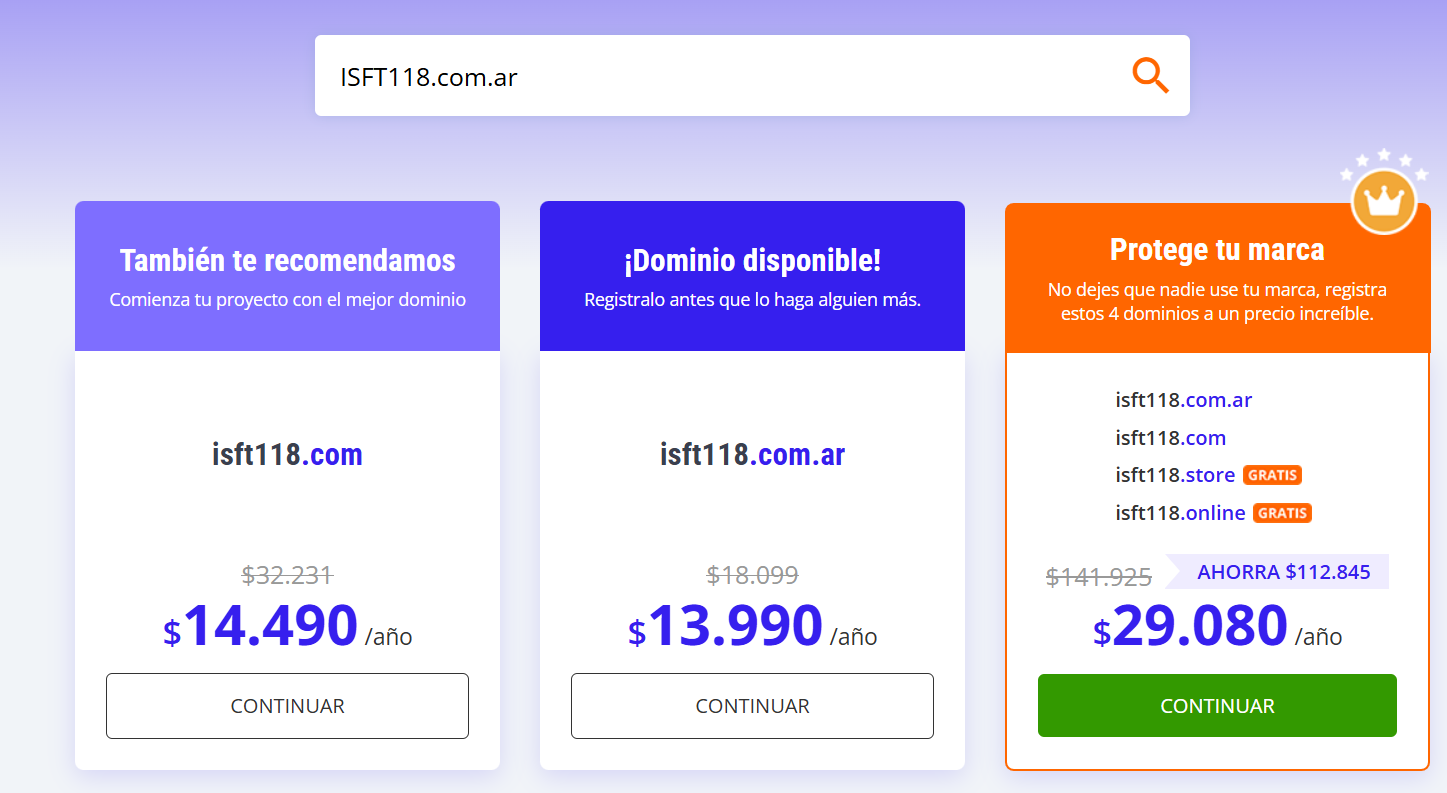 ISFT118.com.ar
También te recomendamos
Comienza tu proyecto con el mejor dominio
isft118.com
$32.231
$14.490 /año
CONTINUAR
¡Dominio disponible!
Registralo antes que lo haga alguien más.
isft118.com.ar
$18.099
$13.990 /año
CONTINUAR
Protege tu marca
No dejes que nadie use tu marca, registra
estos 4 dominios a un precio increíble.
isft118.com.ar
isft118.com
isft118.store GRATIS
isft118.online GRATIS
$141.925 AHORRA $112.845
$29.080 /año
CONTINUAR